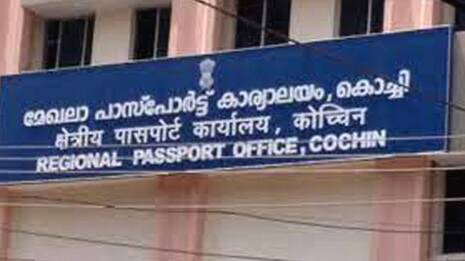 മേഖലാ പാസ്പോർട്ട് കാര്യാലയം, കൊച്ചി
क्षेत्रीय पासपोर्ट कार्यालय, कोच्चिन
REGIONAL PASSPORT OFFICE, COCHIN